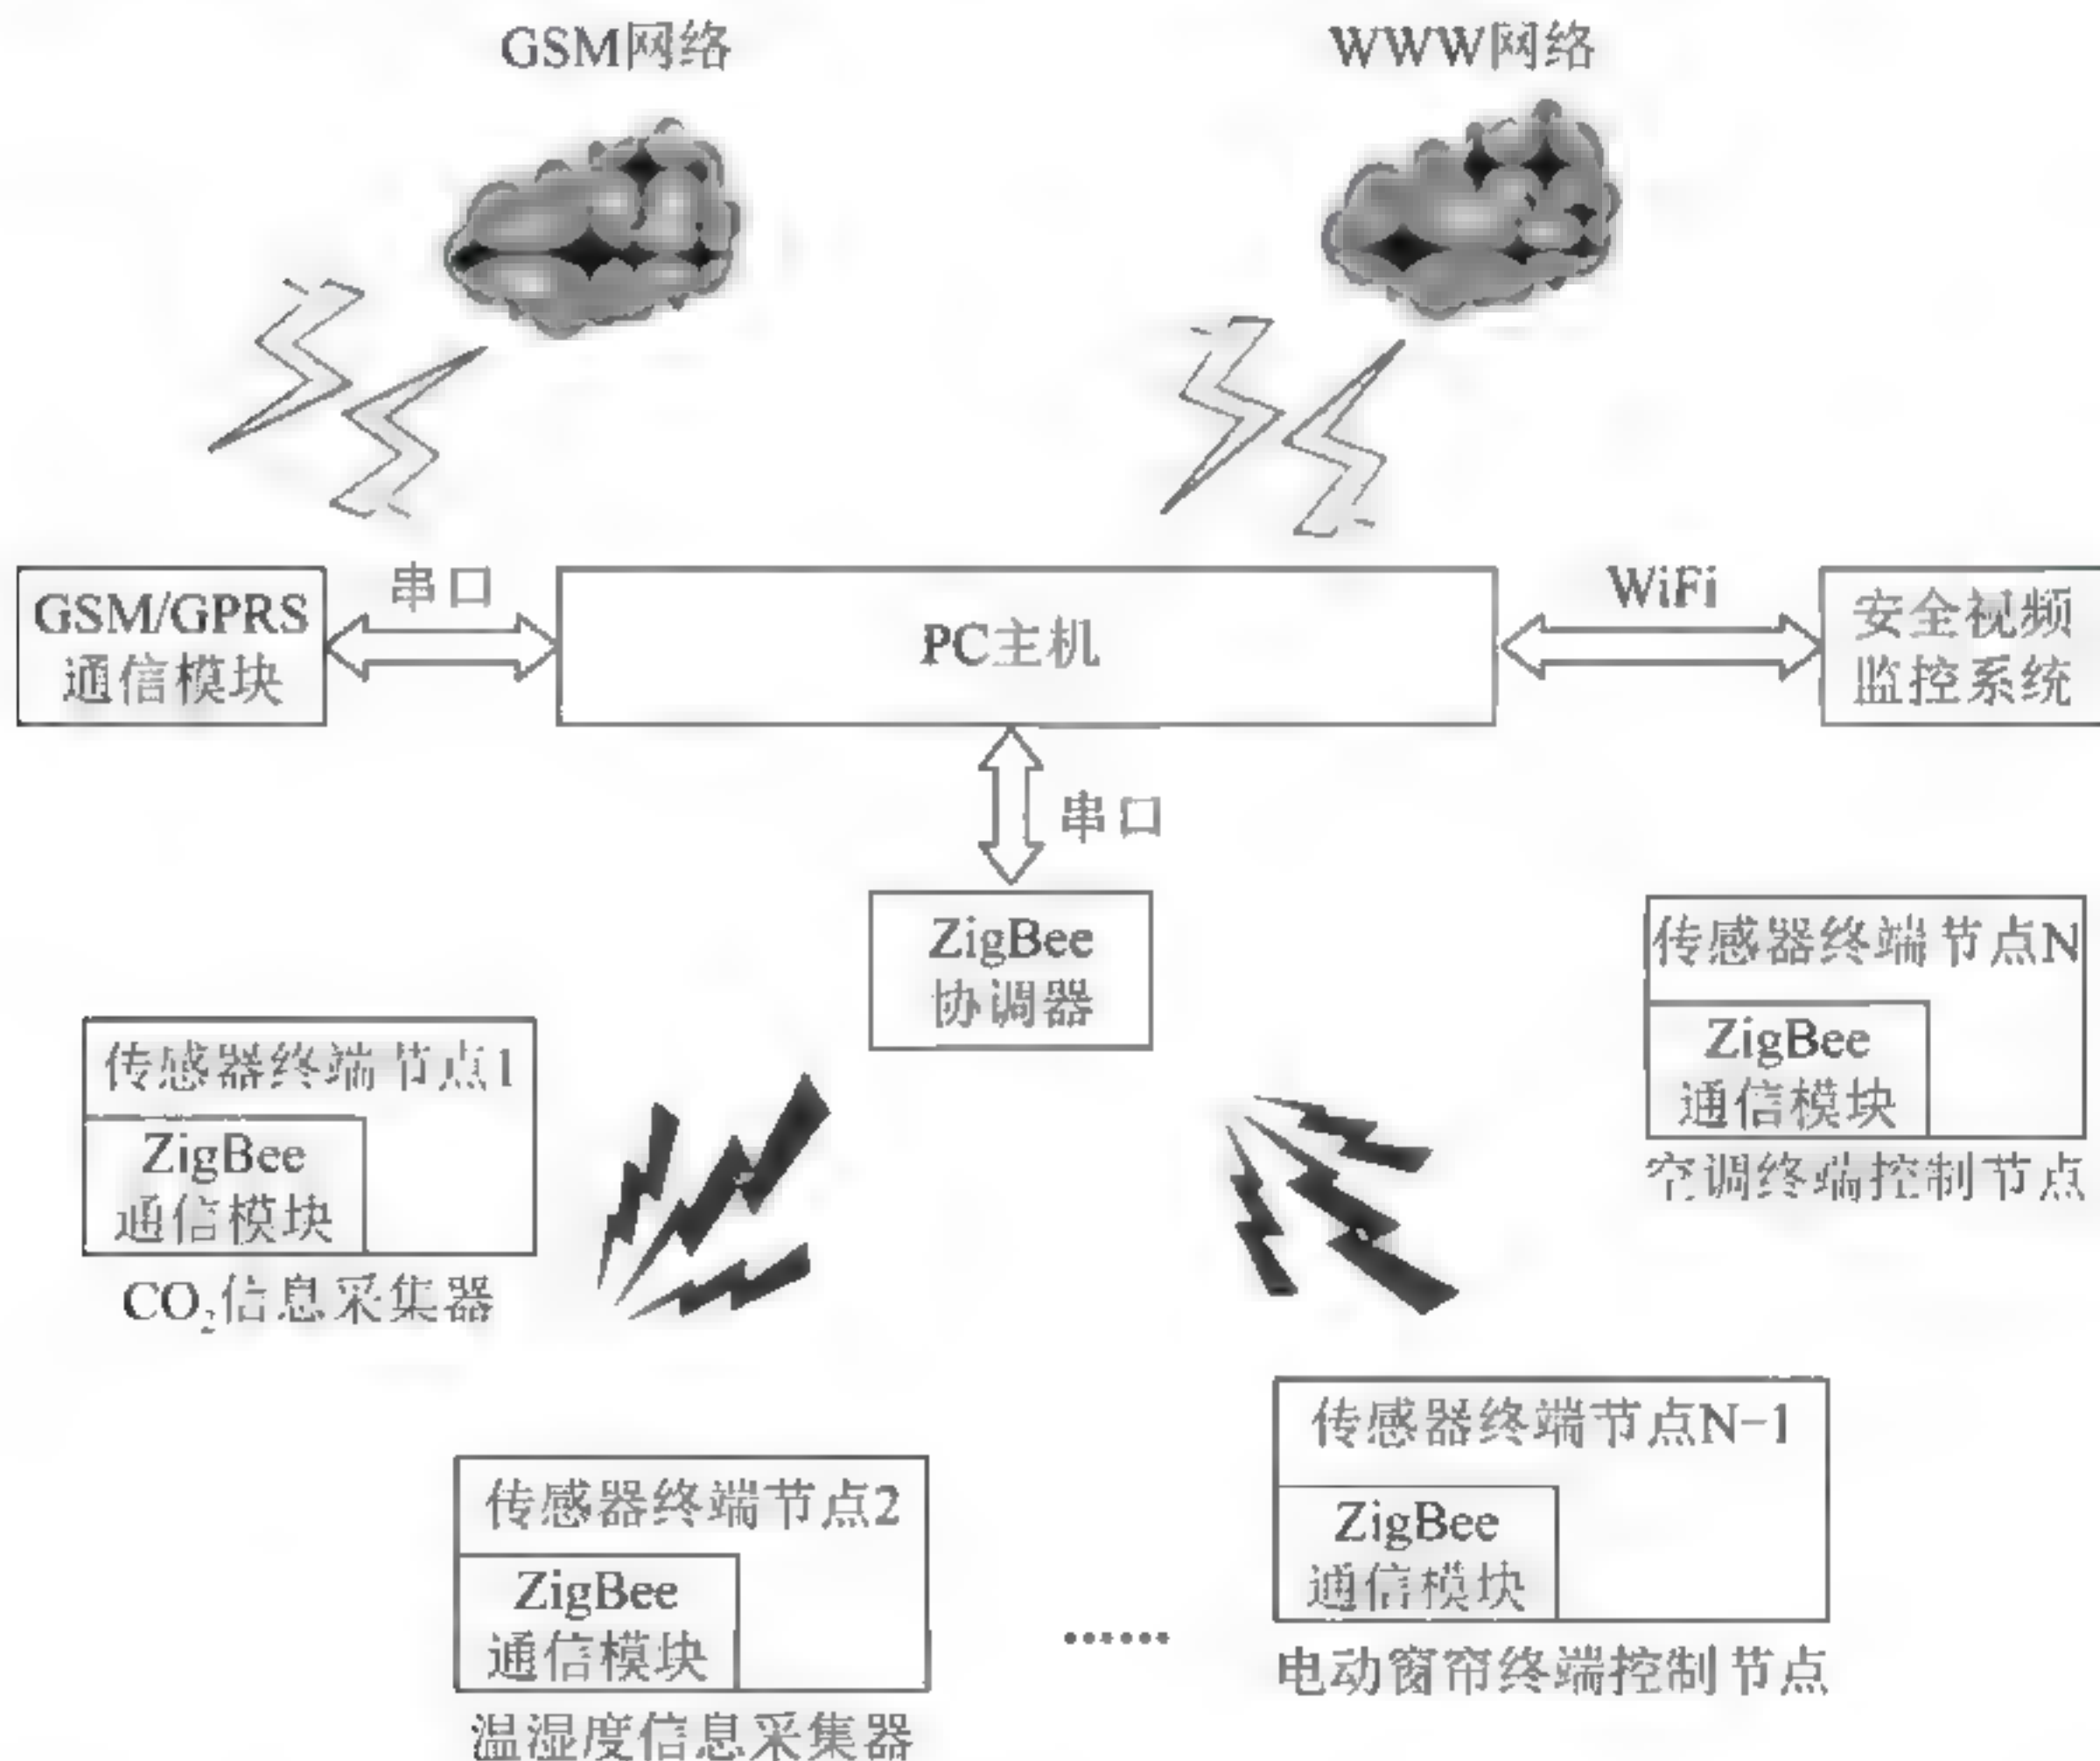 GSM网络
WWW网络
GSM/GPRS
通信模块
串口
PC主机
WiFi
安全视频
监控系统
串口
ZigBee
协调器
传感器终端节点N
ZigBee
通信模块
空调终端控制节点
传感器终端节点1
ZigBee
通信模块
CO₂信息采集器
传感器终端节点2
ZigBee
通信模块
温湿度信息采集器
......
传感器终端节点N-1
ZigBee
通信模块
电动窗帘终端控制节点